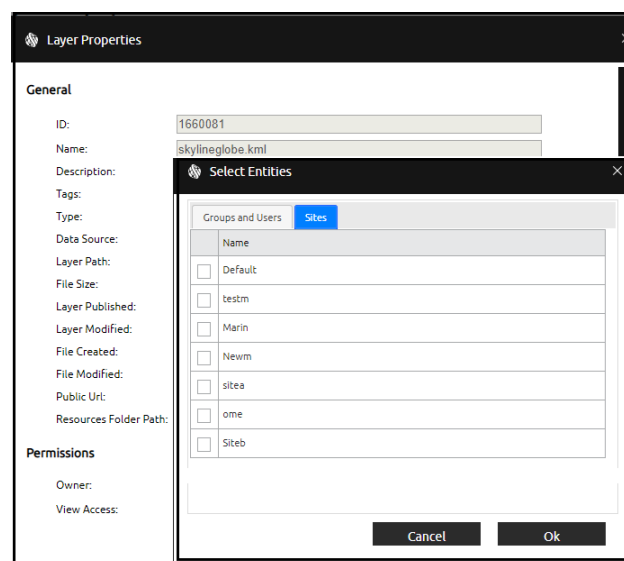 Layer Properties
General
ID: 1660081
Name: skylineglobe.kml
Description:
Tags:
Type:
Data Source:
Layer Path:
File Size:
Layer Published:
Layer Modified:
File Created:
File Modified:
Public Url:
Resources Folder Path:
Permissions
Owner:
View Access:
Select Entities
Groups and Users Sites
Name
Default
testm
Marin
Newm
sitea
ome
Siteb
Cancel Ok